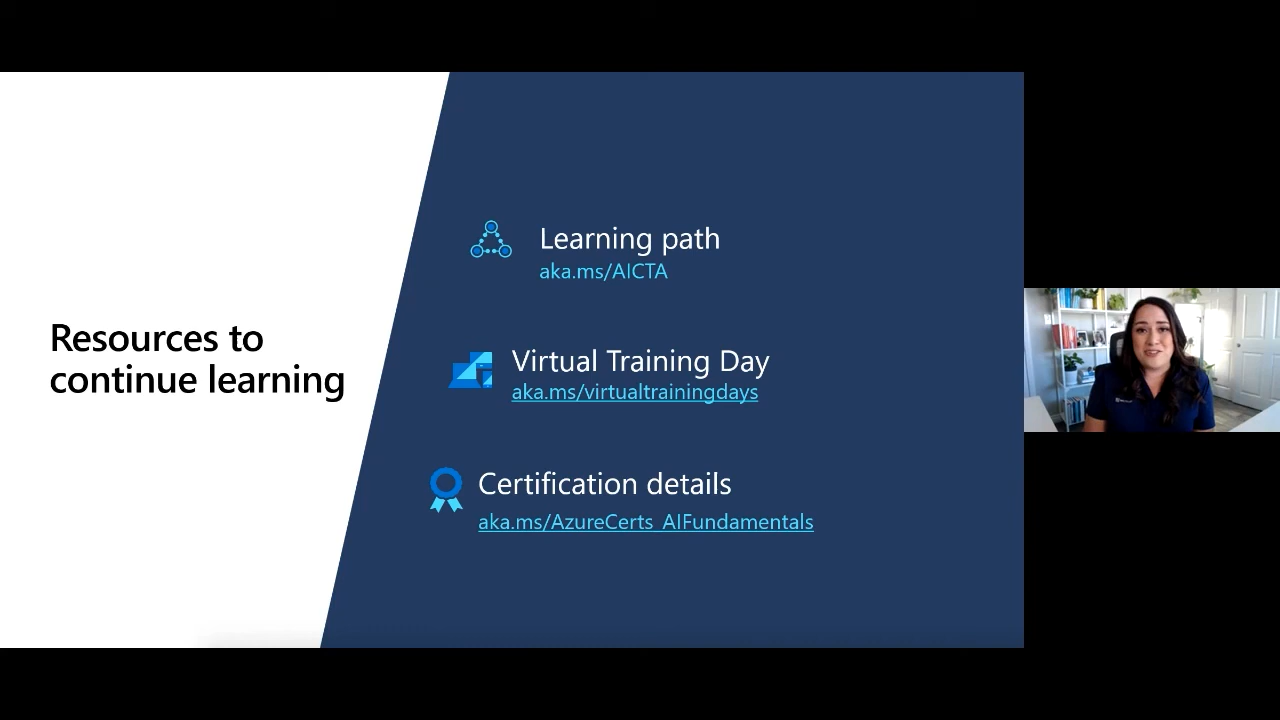 Resources to
continue learning
Learning path
aka.ms/AICTA
Virtual Training Day
aka.ms/virtualtrainingdays
Certification details
aka.ms/AzureCerts_AIFundamentals